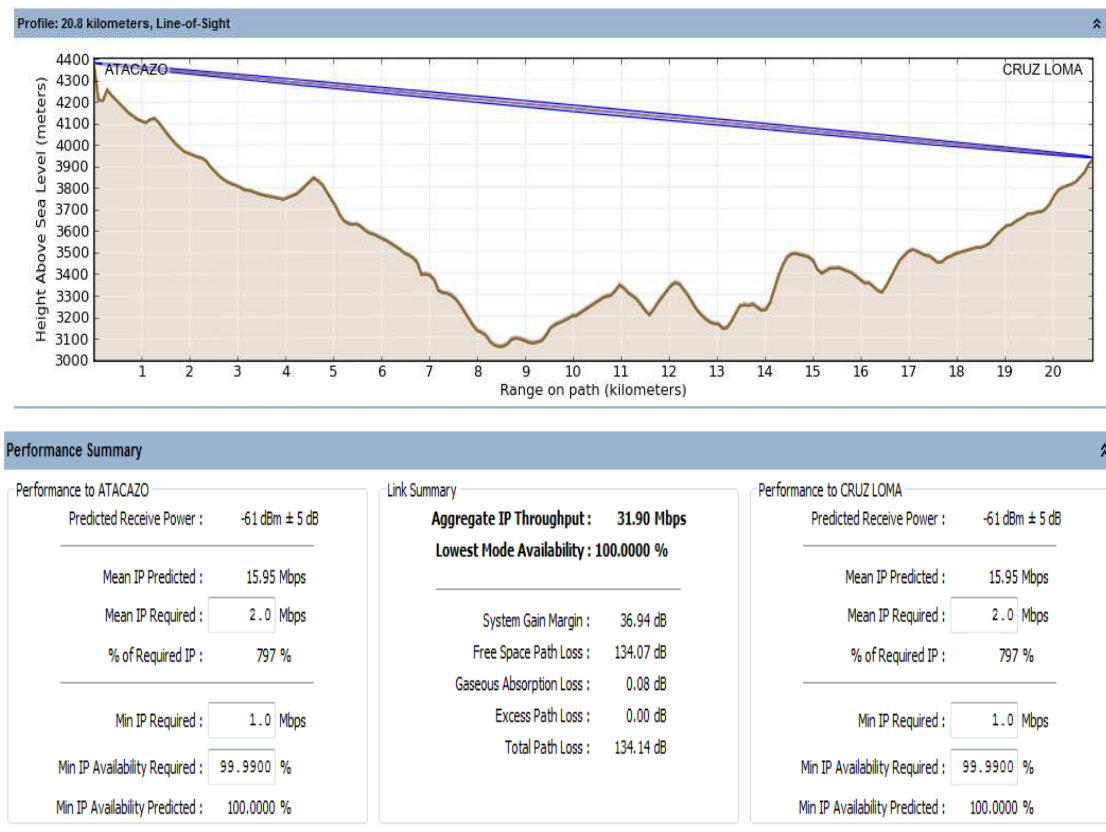 Profile: 20.8 kilometers, Line-of-Sight
ATACAZO
CRUZ LOMA
Height Above Sea Level (meters)
4400
4300
4200
4100
4000
3900
3800
3700
3600
3500
3400
3300
3200
3100
3000
1 2 3 4 5 6 7 8 9 10 11 12 13 14 15 16 17 18 19 20
Range on path (kilometers)
Performance Summary
Performance to ATACAZO
Predicted Receive Power : -61 dBm ± 5 dB
Mean IP Predicted : 15.95 Mbps
Mean IP Required : 2.0 Mbps
% of Required IP : 797 %
Min IP Required : 1.0 Mbps
Min IP Availability Required : 99.9900 %
Min IP Availability Predicted : 100.0000 %
Link Summary
Aggregate IP Throughput : 31.90 Mbps
Lowest Mode Availability : 100.0000 %
System Gain Margin : 36.94 dB
Free Space Path Loss : 134.07 dB
Gaseous Absorption Loss : 0.08 dB
Excess Path Loss : 0.00 dB
Total Path Loss : 134.14 dB
Performance to CRUZ LOMA
Predicted Receive Power : -61 dBm ± 5 dB
Mean IP Predicted : 15.95 Mbps
Mean IP Required : 2.0 Mbps
% of Required IP : 797 %
Min IP Required : 1.0 Mbps
Min IP Availability Required : 99.9900 %
Min IP Availability Predicted : 100.0000 %